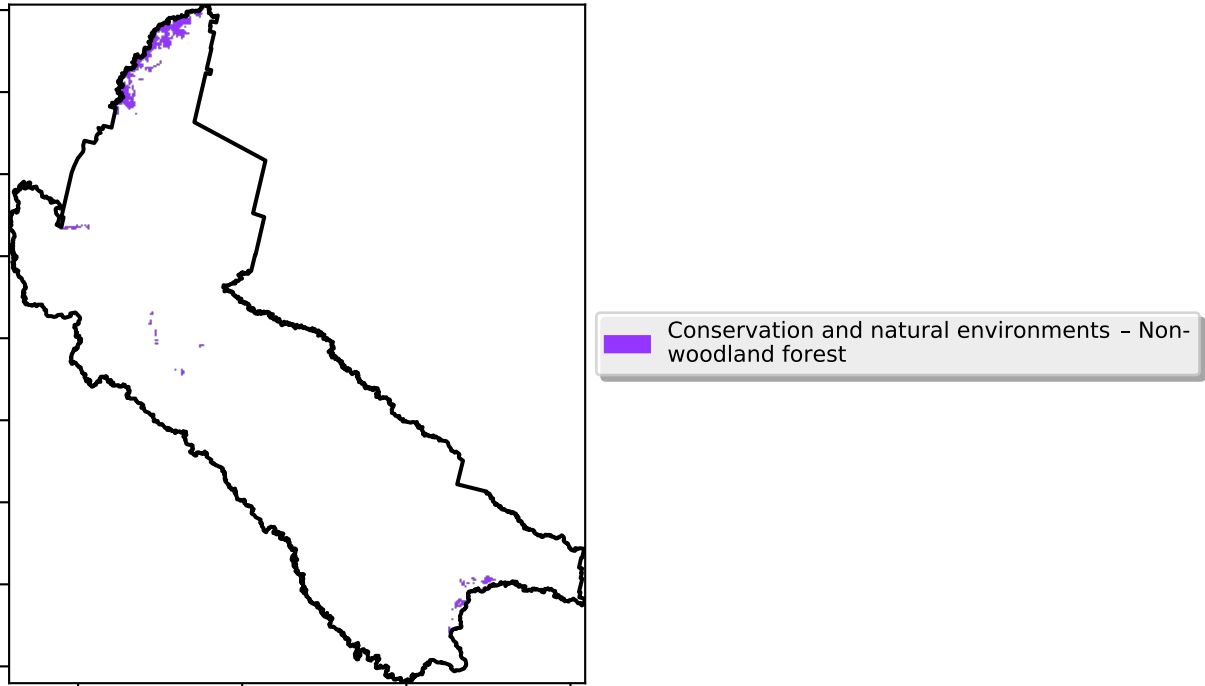 Conservation and natural environments – Non-
woodland forest